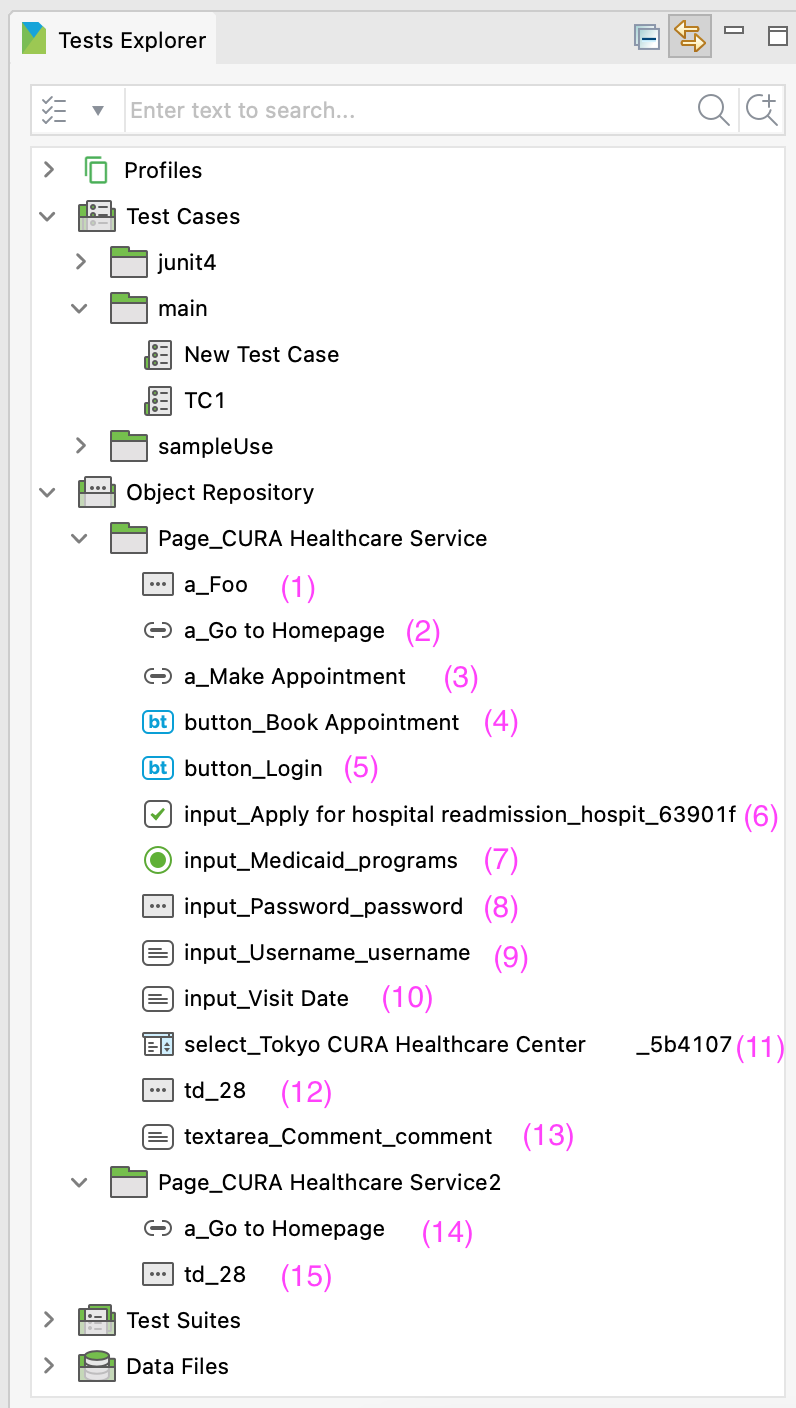 Tests Explorer
Enter text to search...
Profiles
Test Cases
junit4
main
New Test Case
TC1
sampleUse
Object Repository
Page_CURA Healthcare Service
a_Foo (1)
a_Go to Homepage (2)
a_Make Appointment (3)
bt button_Book Appointment (4)
bt button_Login (5)
input_Apply for hospital readmission_hospit_63901f (6)
input_Medicaid_programs (7)
input_Password_password (8)
input_Username_username (9)
input_Visit Date (10)
select_Tokyo CURA Healthcare Center _5b4107 (11)
td_28 (12)
textarea_Comment_comment (13)
Page_CURA Healthcare Service2
a_Go to Homepage (14)
td_28 (15)
Test Suites
Data Files